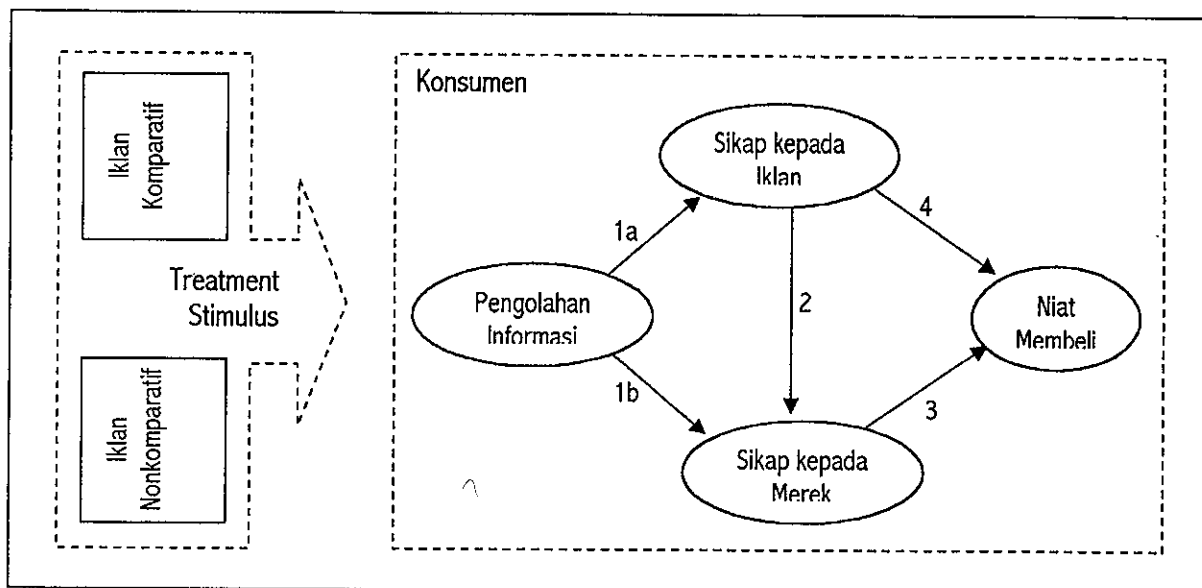 Iklan
Komparatif
Treatment
Stimulus
Iklan
Nonkomparatif
Konsumen
Sikap kepada
Iklan
1a
4
Pengolahan
Informasi
2
Niat
Membeli
1b
3
Sikap kepada
Merek